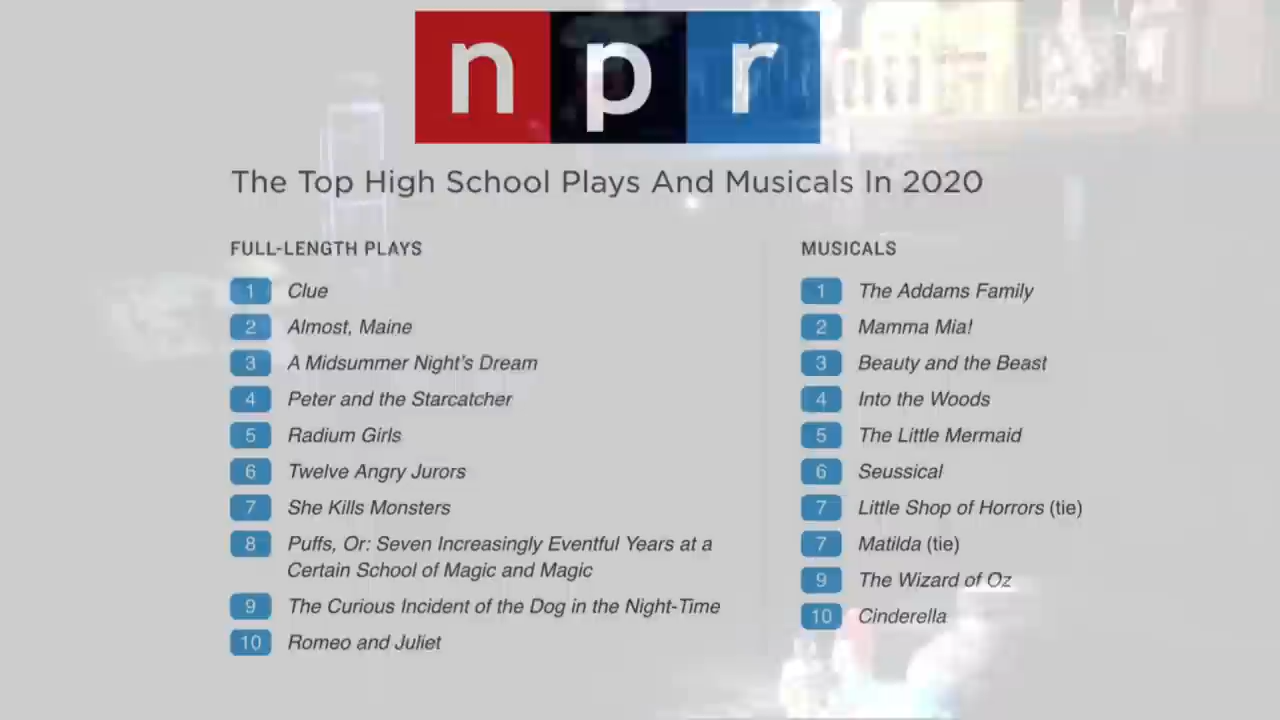 npr
The Top High School Plays And Musicals In 2020
FULL-LENGTH PLAYS
1 Clue
2 Almost, Maine
3 A Midsummer Night's Dream
4 Peter and the Starcatcher
5 Radium Girls
6 Twelve Angry Jurors
7 She Kills Monsters
8 Puffs, Or: Seven Increasingly Eventful Years at a
Certain School of Magic and Magic
9 The Curious Incident of the Dog in the Night-Time
10 Romeo and Juliet
MUSICALS
1 The Addams Family
2 Mamma Mia!
3 Beauty and the Beast
4 Into the Woods
5 The Little Mermaid
6 Seussical
7 Little Shop of Horrors (tie)
7 Matilda (tie)
9 The Wizard of Oz
10 Cinderella